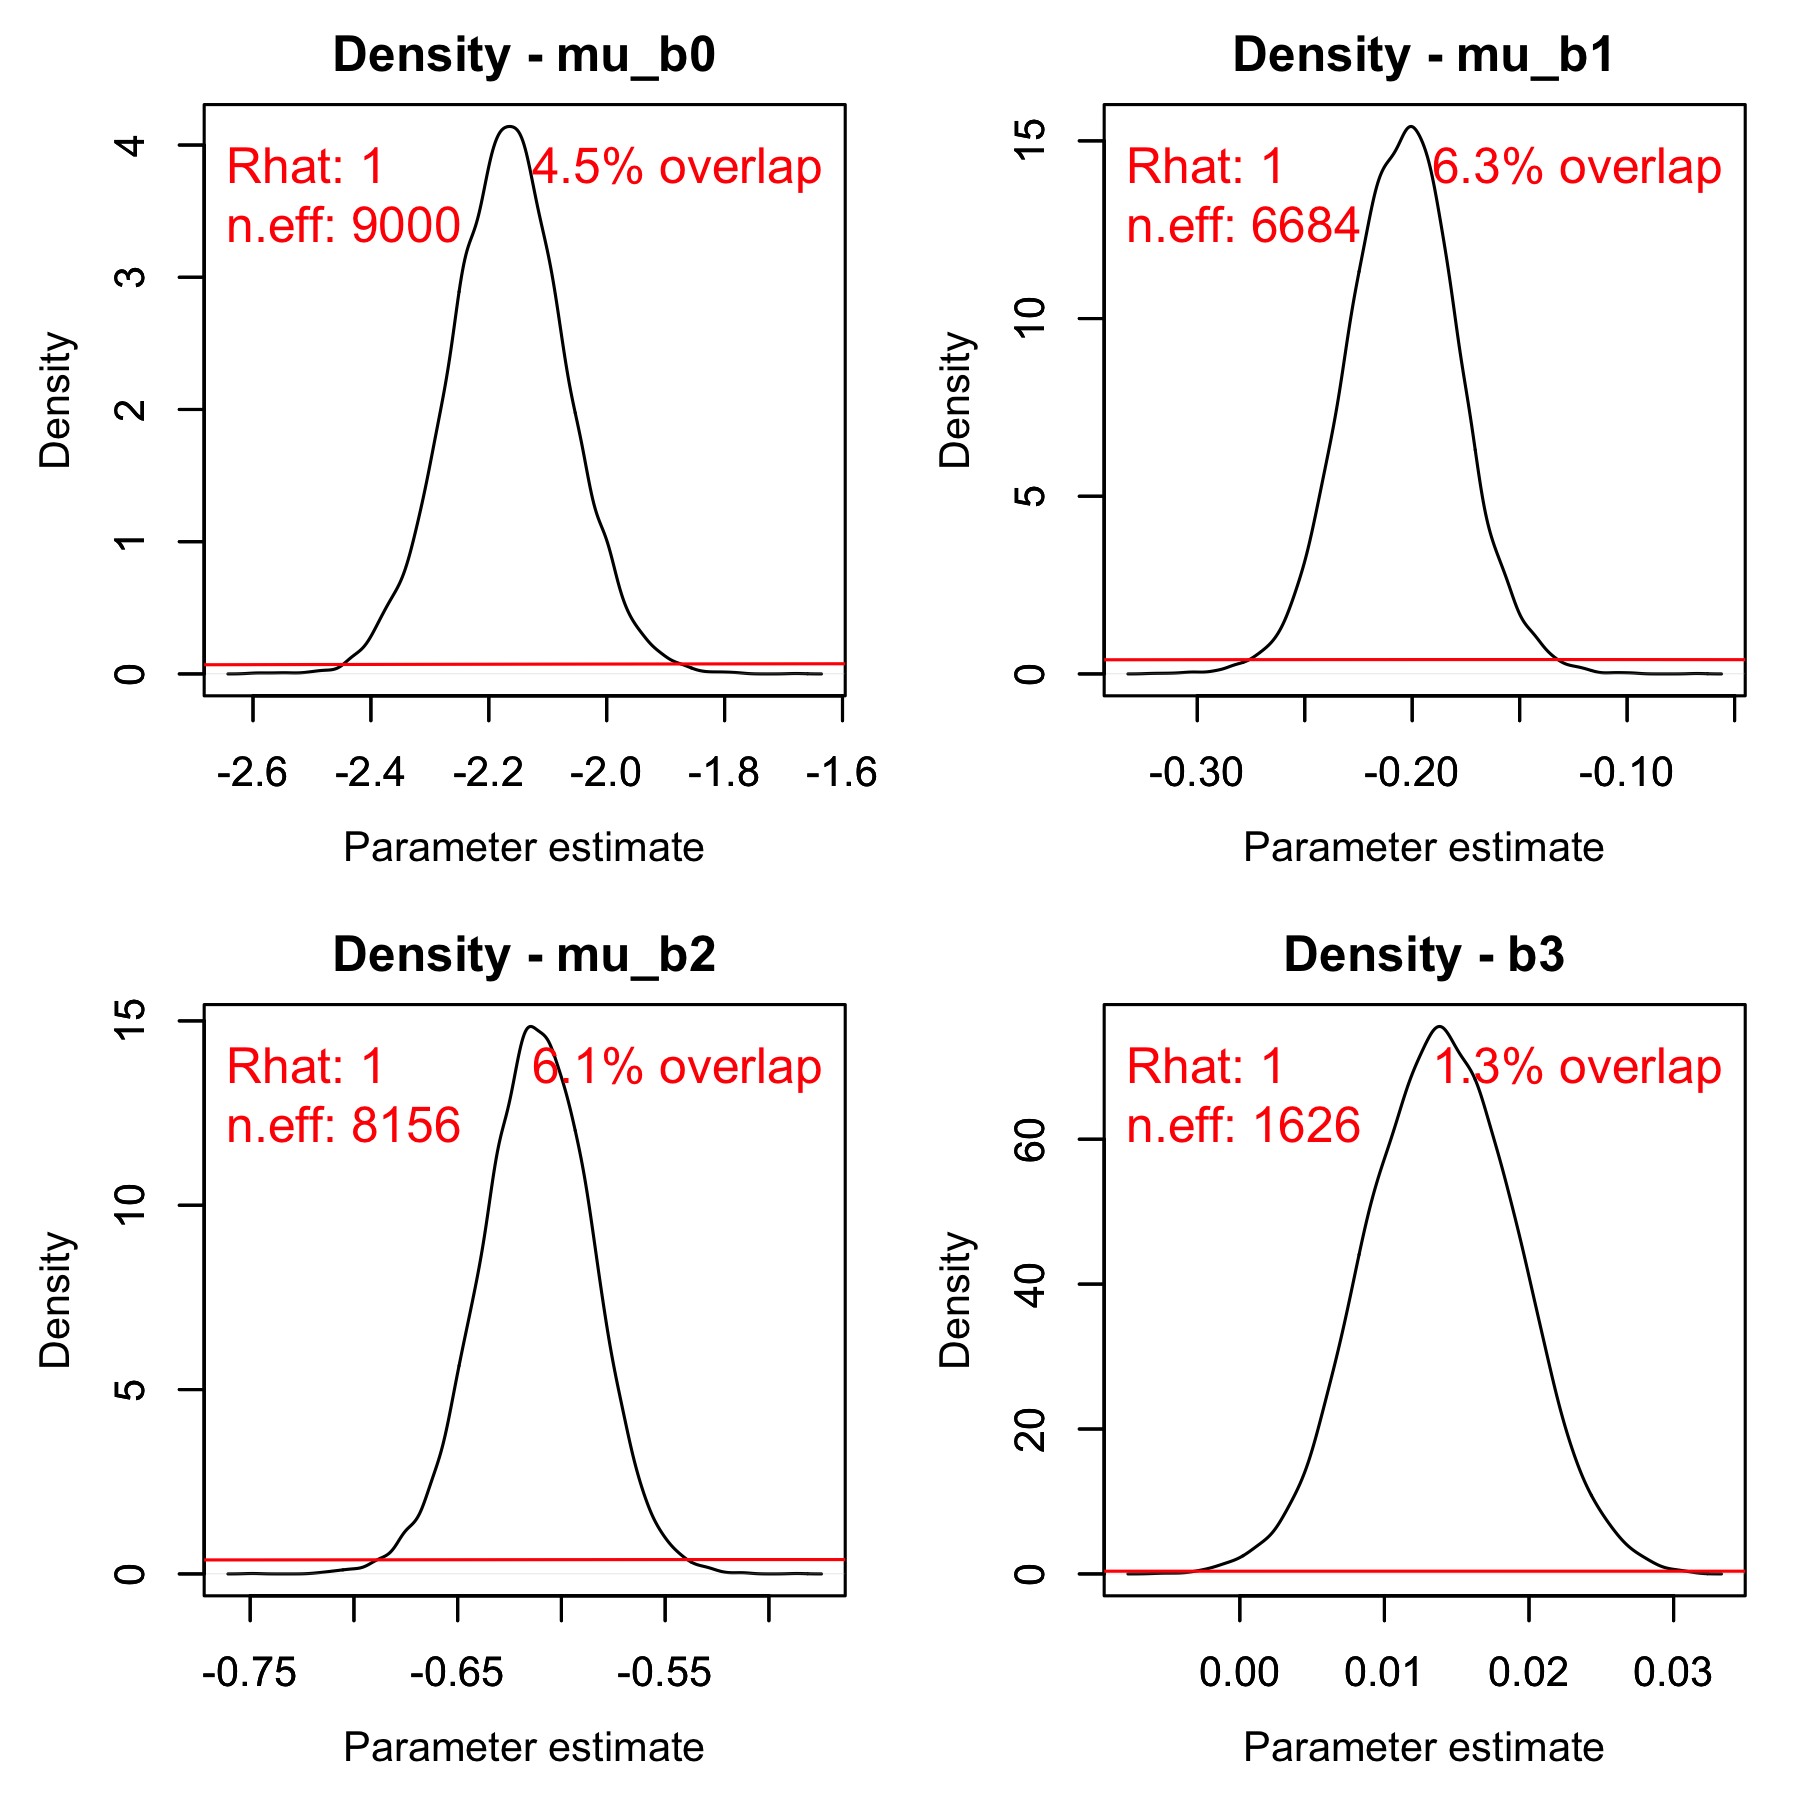 Density - mu_b0
Rhat: 1
4.5% overlap
n.eff: 9000
Density
0
1
2
3
4
-2.6 -2.4 -2.2 -2.0 -1.8 -1.6
Parameter estimate
Density - mu_b1
Rhat: 1
6.3% overlap
n.eff: 6684
Density
0
5
10
15
-0.30 -0.20 -0.10
Parameter estimate
Density - mu_b2
Rhat: 1
6.1% overlap
n.eff: 8156
Density
0
5
10
15
-0.75 -0.65 -0.55
Parameter estimate
Density - b3
Rhat: 1
1.3% overlap
n.eff: 1626
Density
0
20
40
60
0.00 0.01 0.02 0.03
Parameter estimate